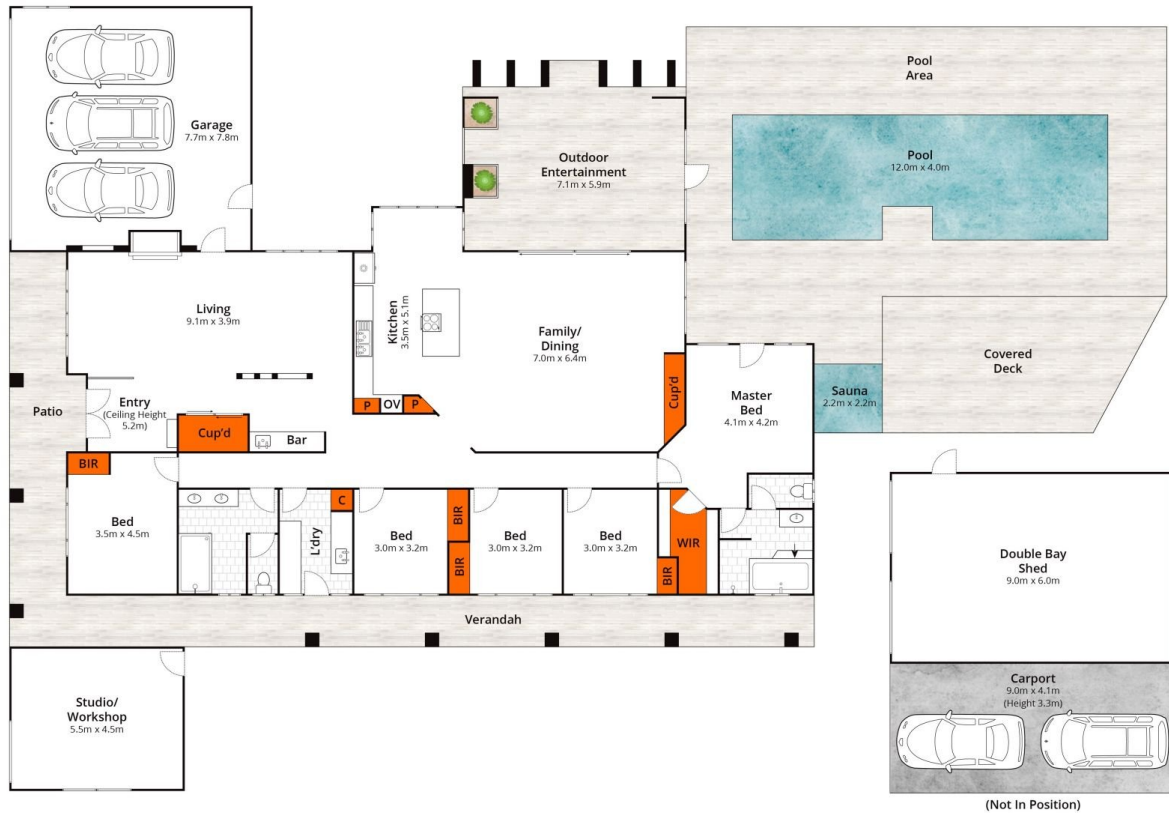 Garage
7.7m x 7.8m
Pool
Area
Pool
12.0m x 4.0m
Outdoor
Entertainment
7.1m x 5.9m
Living
9.1m x 3.9m
Kitchen
3.5m x 5.1m
Family/
Dining
7.0m x 6.4m
Covered
Deck
Sauna
2.2m x 2.2m
Master
Bed
4.1m x 4.2m
Cup'd
Patio
Entry
(Ceiling Height
5.2m)
Cup'd
Bar
P
OV
P
BIR
Bed
3.5m x 4.5m
L'dry
C
Bed
3.0m x 3.2m
BIR
BIR
Bed
3.0m x 3.2m
Bed
3.0m x 3.2m
BIR
WIR
Verandah
Double Bay
Shed
9.0m x 6.0m
Studio/
Workshop
5.5m x 4.5m
Carport
9.0m x 4.1m
(Height 3.3m)
(Not In Position)